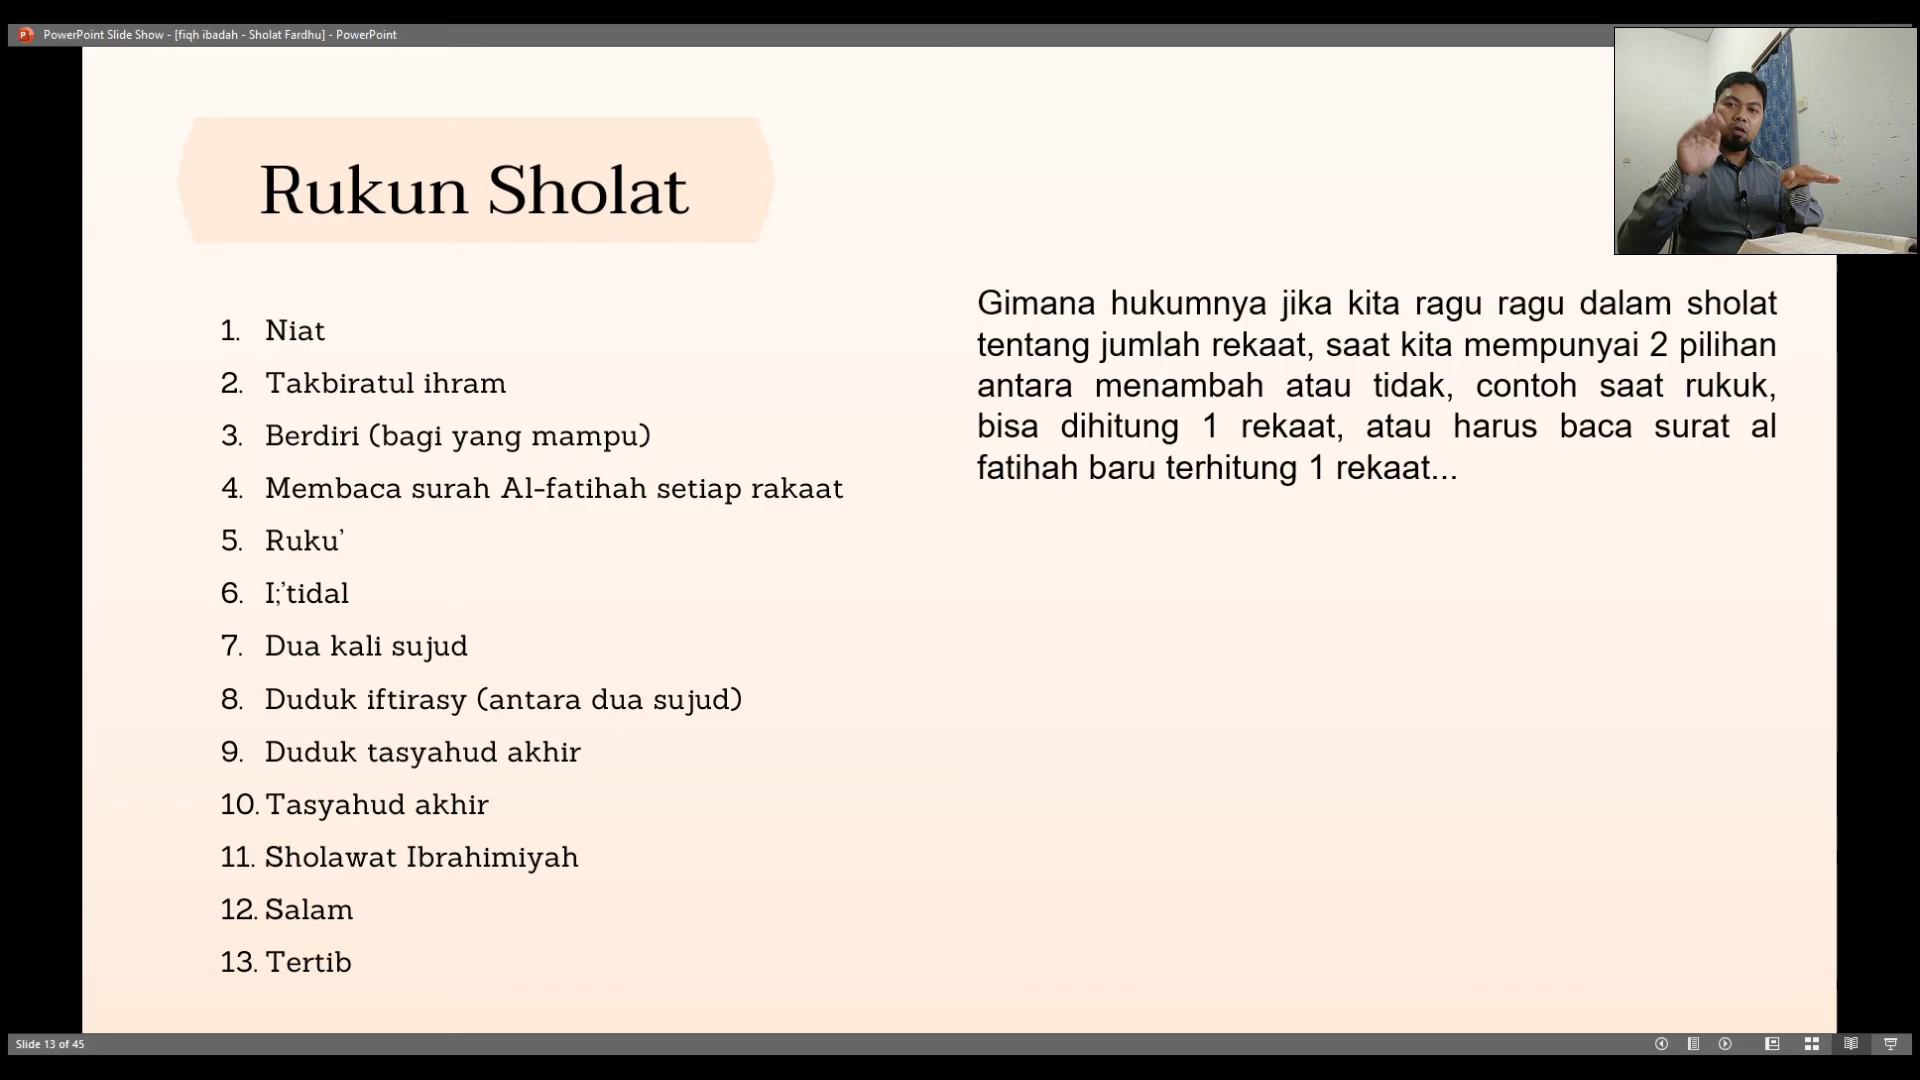 PowerPoint Slide Show - [fiqh ibadah - Sholat Fardhu] - PowerPoint
Rukun Sholat
1. Niat
2. Takbiratul ihram
3. Berdiri (bagi yang mampu)
4. Membaca surah Al-fatihah setiap rakaat
5. Ruku’
6. I;’tidal
7. Dua kali sujud
8. Duduk iftirasy (antara dua sujud)
9. Duduk tasyahud akhir
10. Tasyahud akhir
11. Sholawat Ibrahimiyah
12. Salam
13. Tertib
Gimana hukumnya jika kita ragu ragu dalam sholat
tentang jumlah rekaat, saat kita mempunyai 2 pilihan
antara menambah atau tidak, contoh saat rukuk,
bisa dihitung 1 rekaat, atau harus baca surat al
fatihah baru terhitung 1 rekaat...
Slide 13 of 45